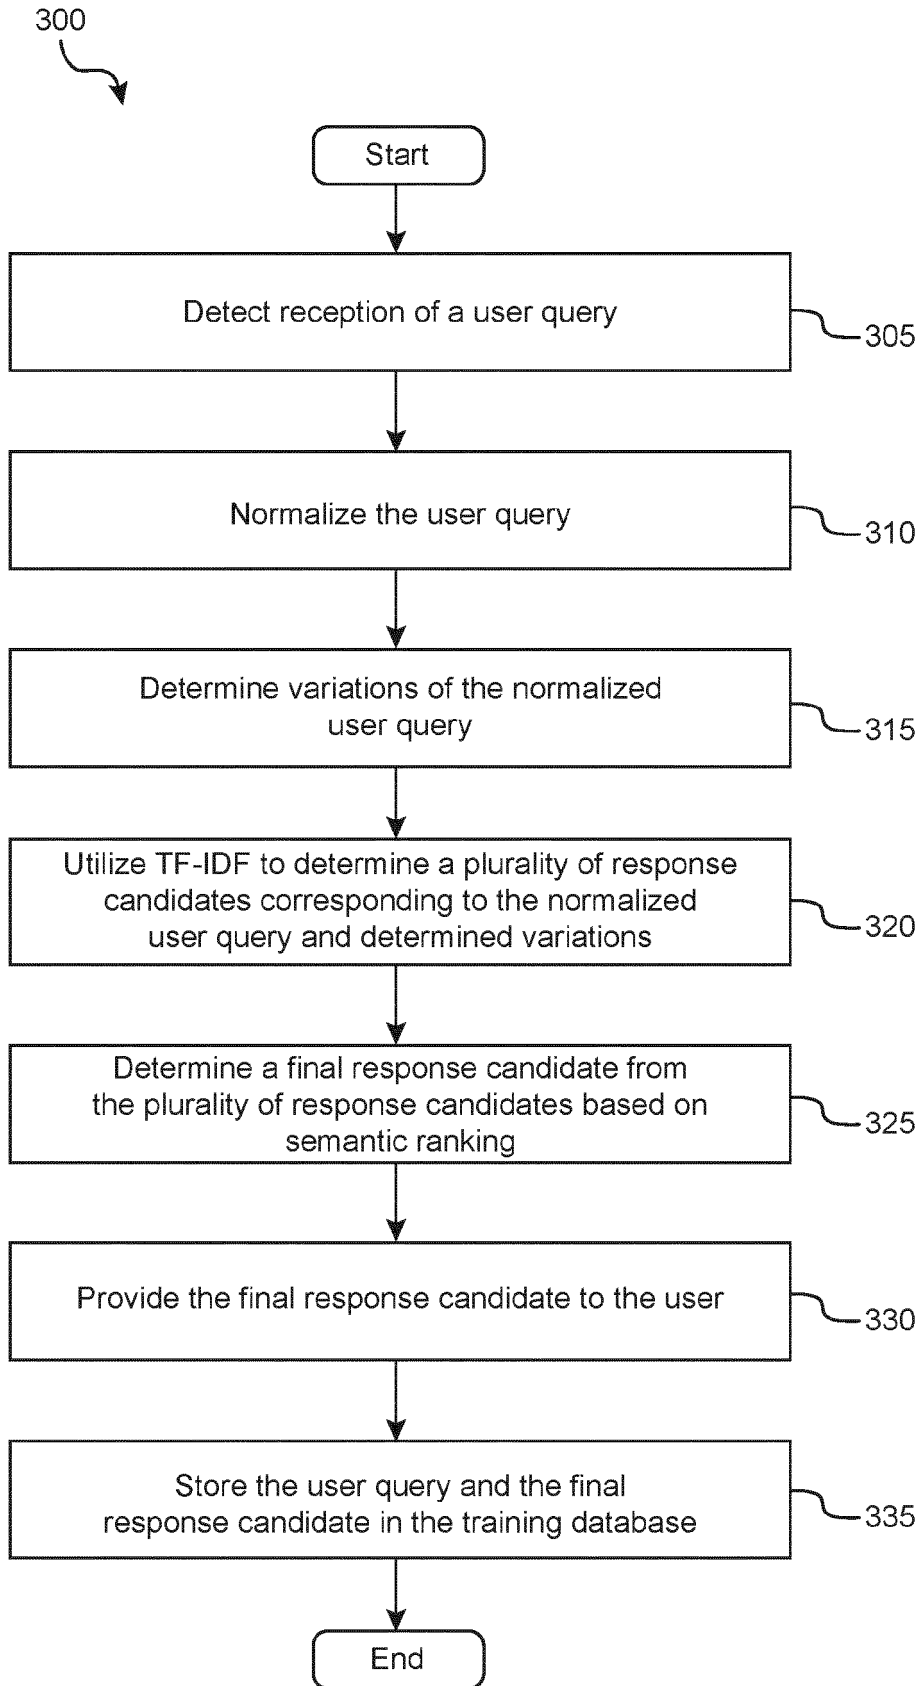 300
Start
Detect reception of a user query
305
Normalize the user query
310
Determine variations of the normalized
user query
315
Utilize TF-IDF to determine a plurality of response
candidates corresponding to the normalized
user query and determined variations
320
Determine a final response candidate from
the plurality of response candidates based on
semantic ranking
325
Provide the final response candidate to the user
330
Store the user query and the final
response candidate in the training database
335
End